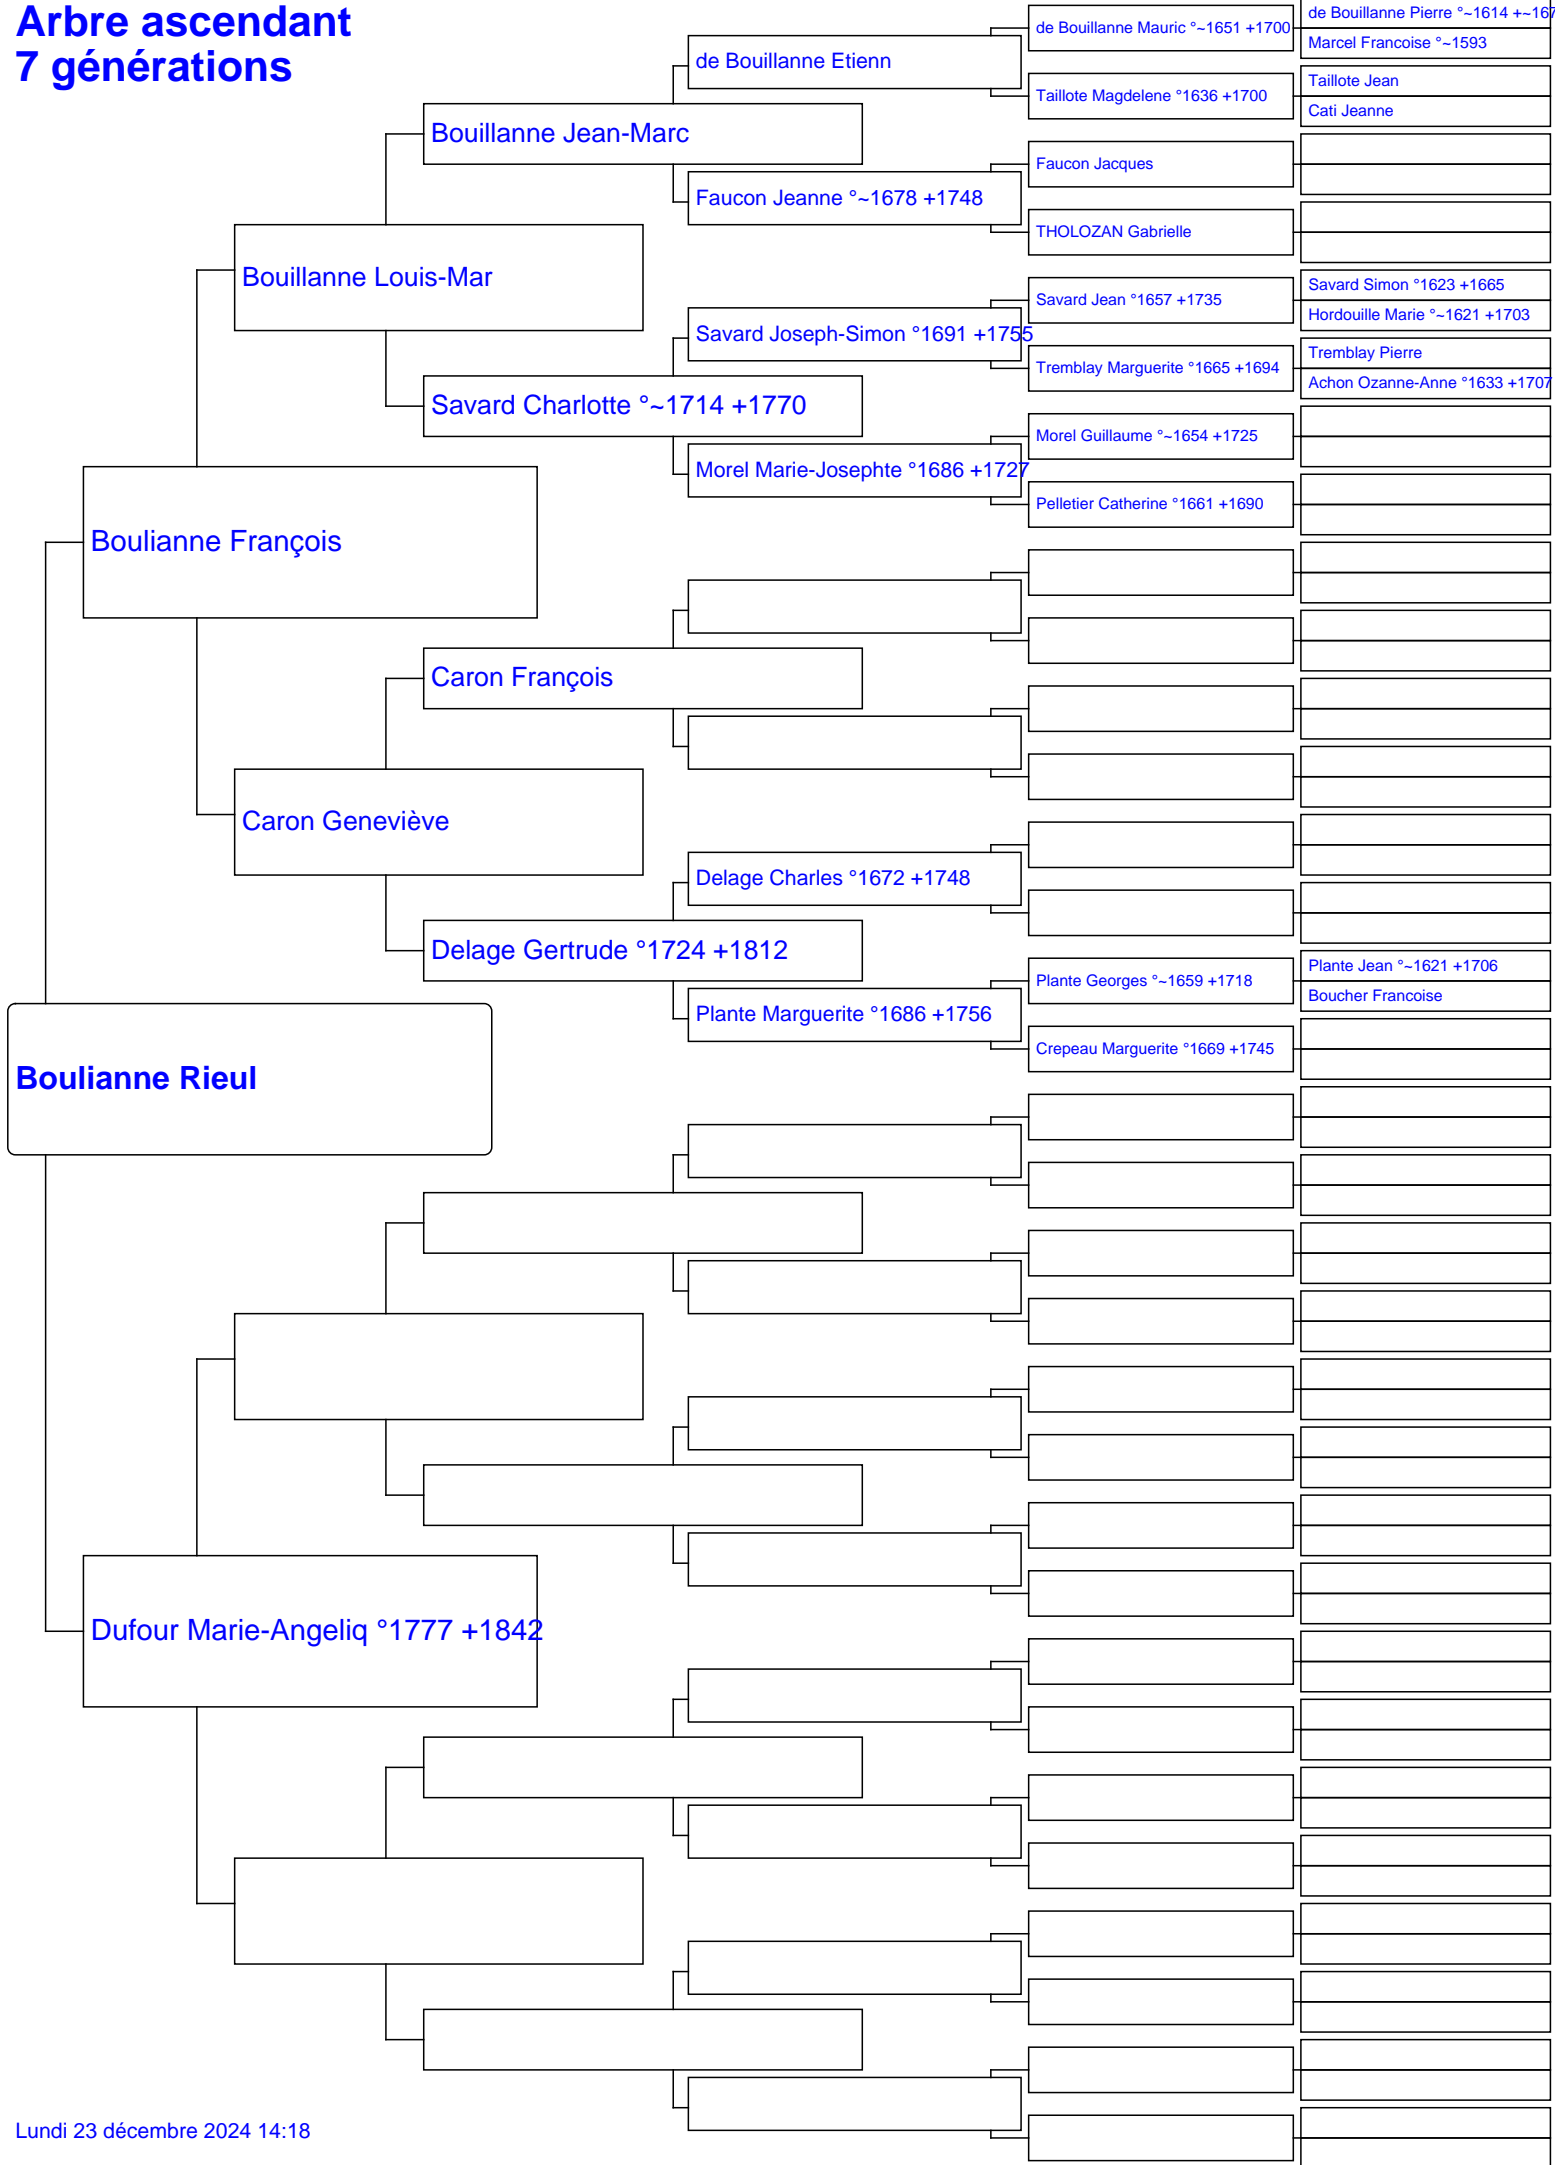 Arbre ascendant
7 générations
de Bouillanne Pierre °~1614 +~167
de Bouillanne Mauric °~1651 +1700
Marcel Francoise °~1593
de Bouillanne Etienn
Taillote Jean
Taillote Magdelene °1636 +1700
Cati Jeanne
Bouillanne Jean-Marc
Faucon Jacques
Faucon Jeanne °~1678 +1748
THOLOZAN Gabrielle
Bouillanne Louis-Mar
Savard Simon °1623 +1665
Savard Jean °1657 +1735
Hordouille Marie °~1621 +1703
Savard Joseph-Simon °1691 +1755
Tremblay Pierre
Tremblay Marguerite °1665 +1694
Achon Ozanne-Anne °1633 +1707
Savard Charlotte °~1714 +1770
Morel Guillaume °~1654 +1725
Morel Marie-Josephte °1686 +1727
Pelletier Catherine °1661 +1690
Boulianne François
Caron François
Caron Geneviève
Delage Charles °1672 +1748
Delage Gertrude °1724 +1812
Plante Jean °~1621 +1706
Plante Georges °~1659 +1718
Boucher Francoise
Plante Marguerite °1686 +1756
Crepeau Marguerite °1669 +1745
Boulianne Rieul
Dufour Marie-Angeliq °1777 +1842
Lundi 23 décembre 2024 14:18